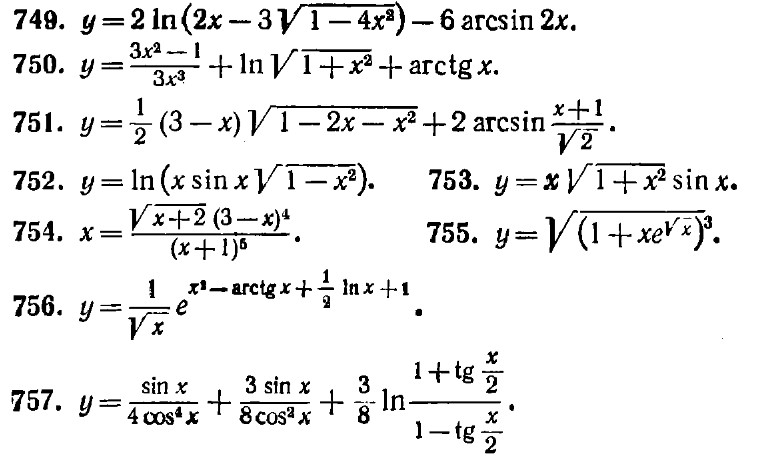 749. y = 2 ln(2x − 3√(1 − 4x²)) − 6 arcsin 2x.
750. y = (3x² − 1)/(3x³) + ln √(1 + x²) + arctg x.
751. y = 1/2 (3 − x) √(1 − 2x − x²) + 2 arcsin (x + 1)/√2.
752. y = ln(x sin x √(1 − x²)). 753. y = x√(1 + x²) sin x.
754. x = √(x + 2) (3 − x)⁴/(x + 1)⁵. 755. y = √((1 + xe^(√x))³).
756. y = 1/√x e^(x² − arctg x + 1/2 ln x + 1).
757. y = sin x/(4 cos⁴ x) + 3 sin x/(8 cos² x) + 3/8 ln (1 + tg x/2)/(1 − tg x/2).